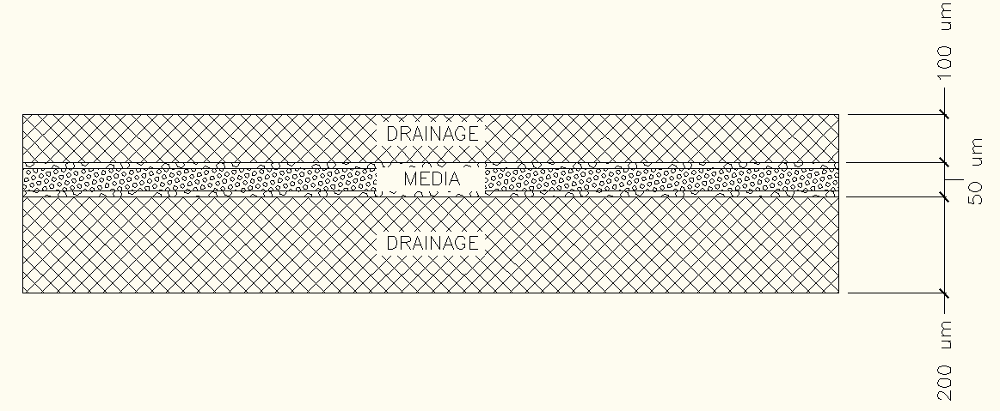 100 um
DRAINAGE
50 um
MEDIA
DRAINAGE
200 um